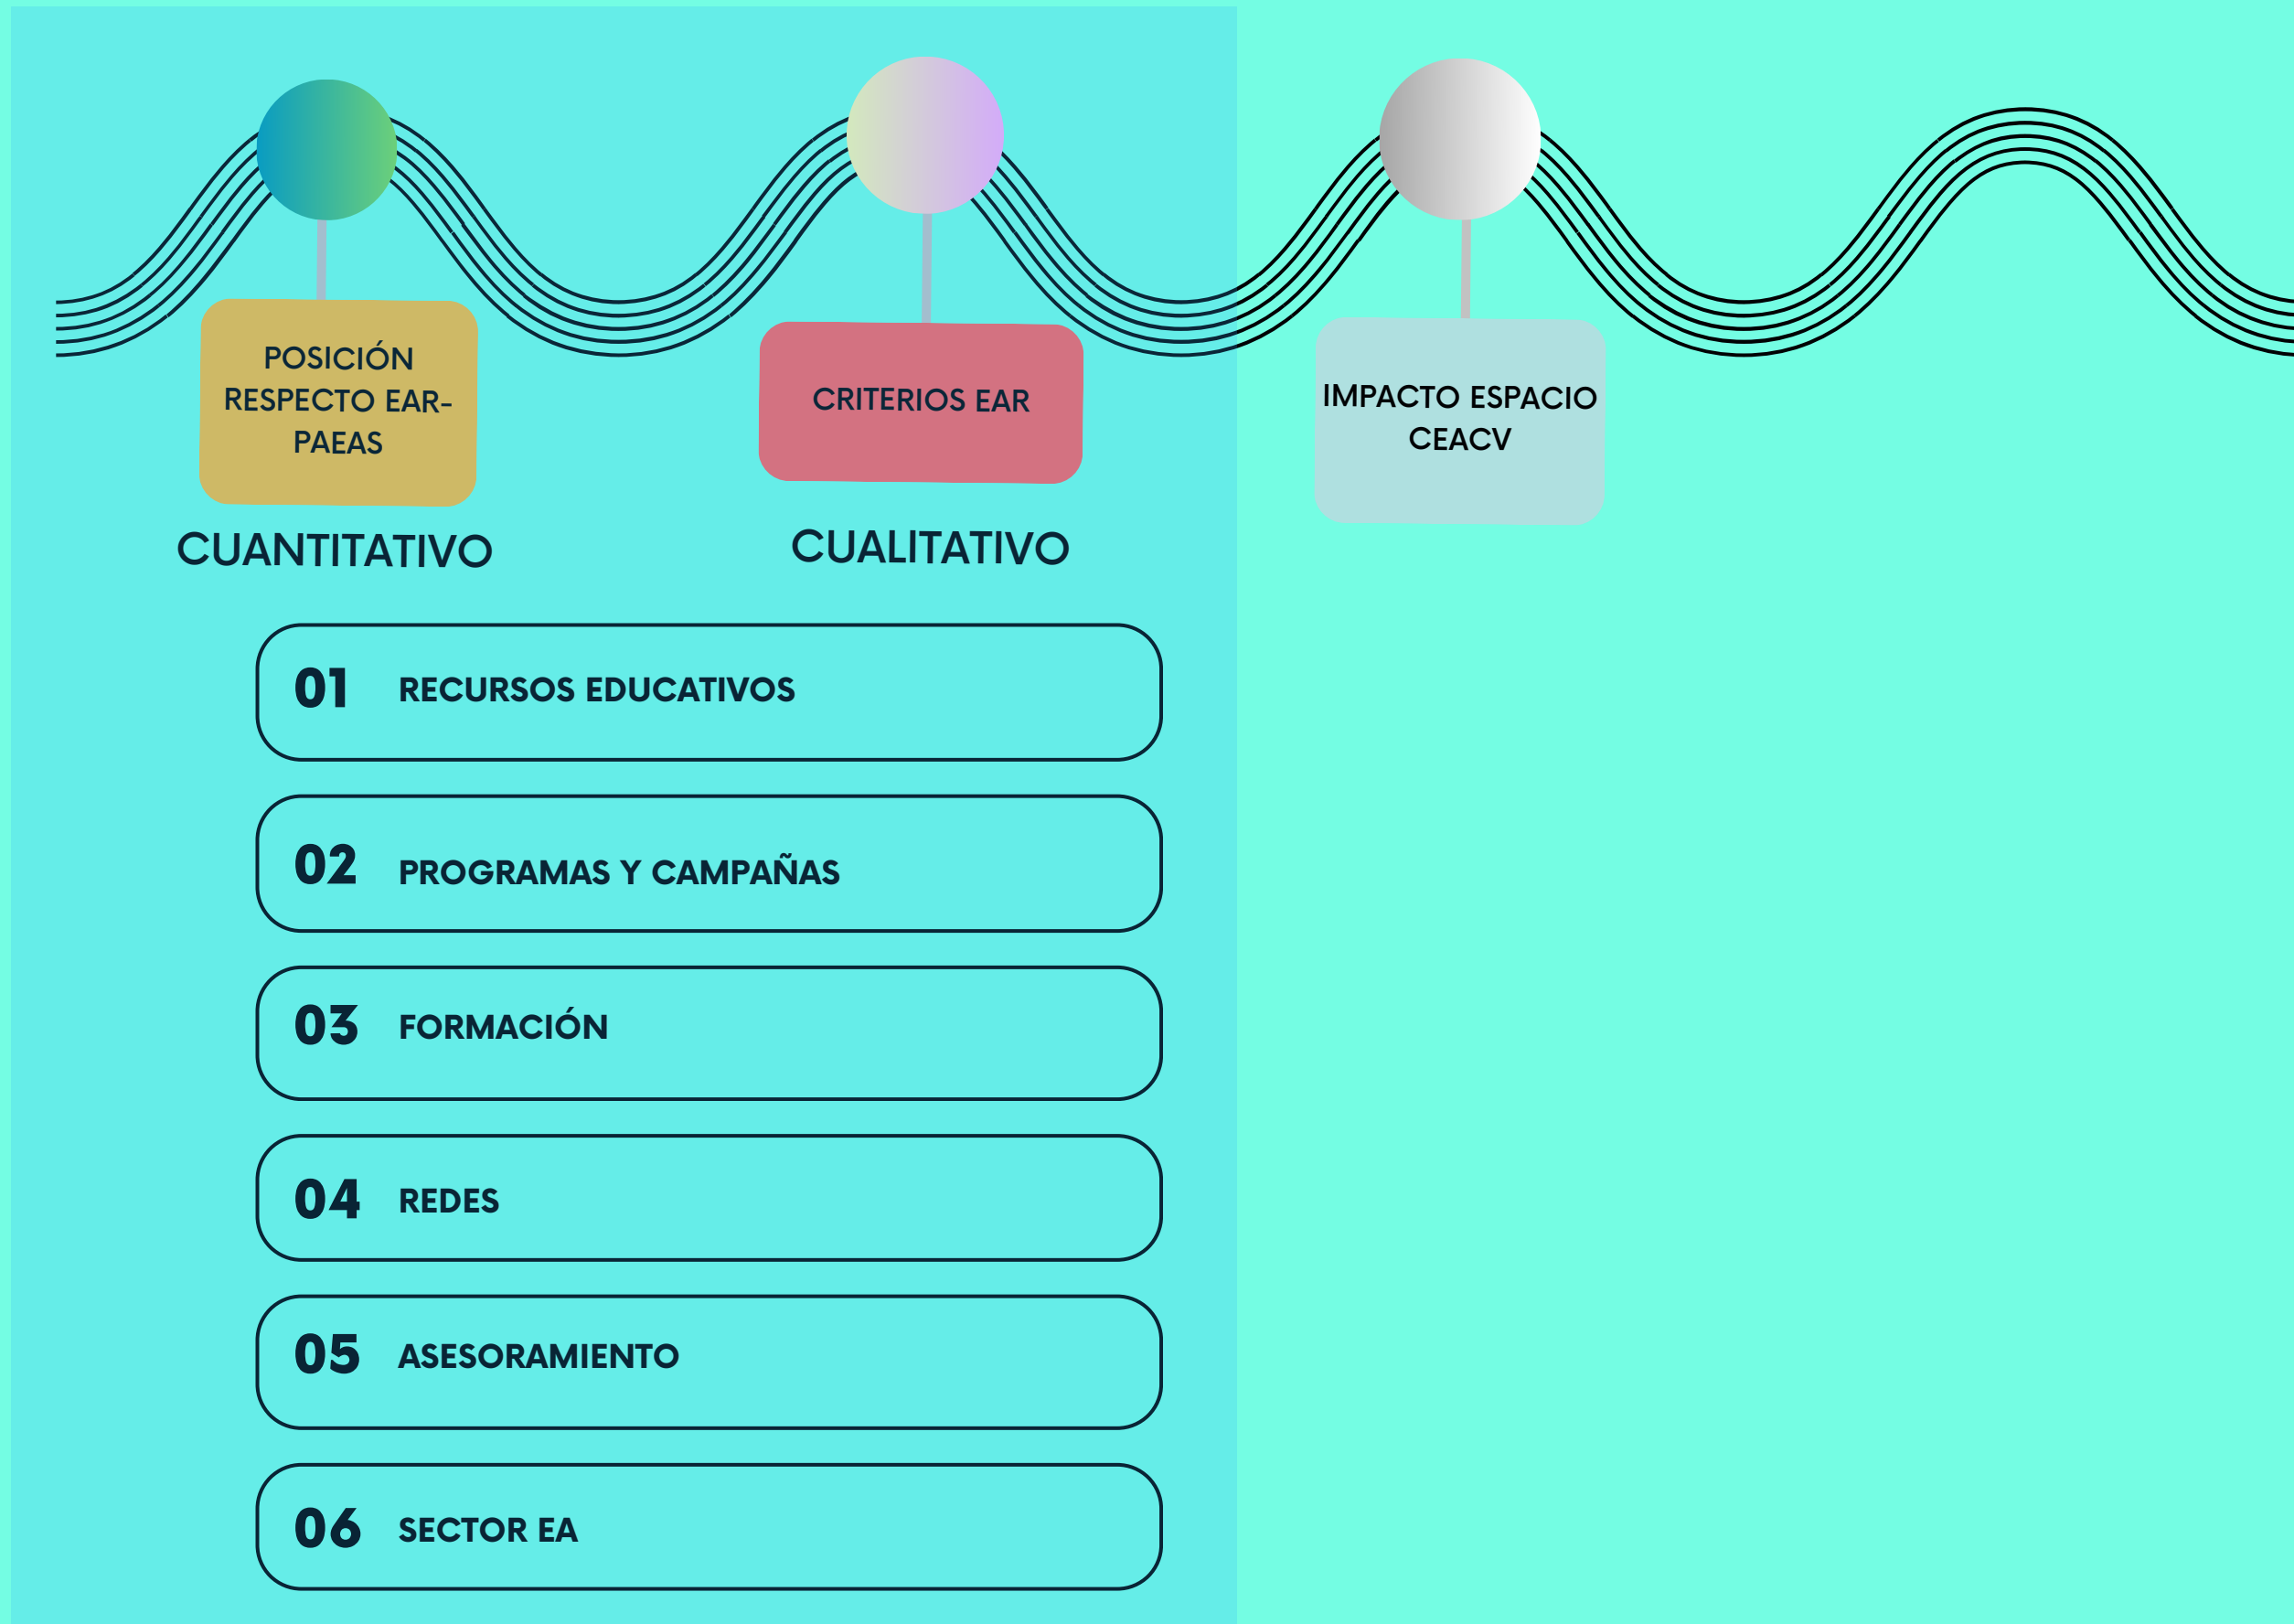 POSICIÓN
RESPECTO EAR-
PAEAS
CUANTITATIVO
CRITERIOS EAR
CUALITATIVO
IMPACTO ESPACIO
CEACV
01 RECURSOS EDUCATIVOS
02 PROGRAMAS Y CAMPAÑAS
03 FORMACIÓN
04 REDES
05 ASESORAMIENTO
06 SECTOR EA